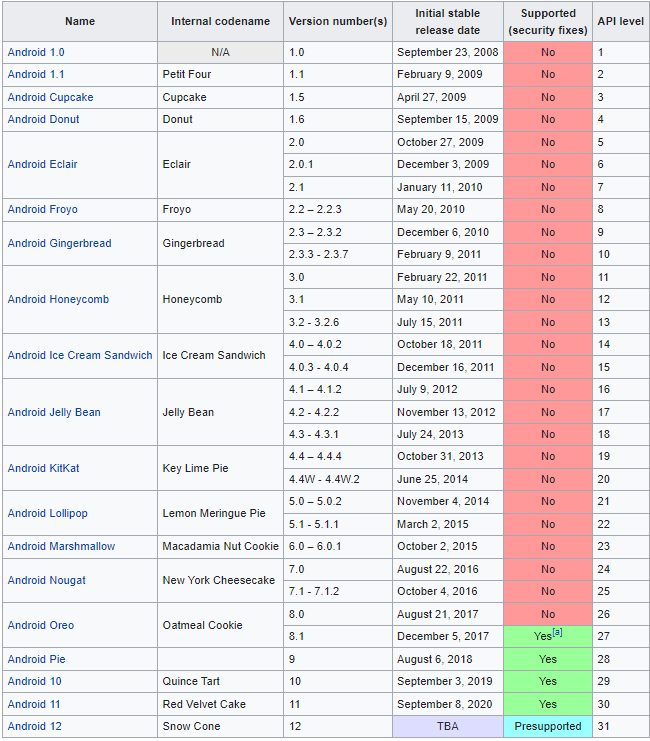 Name Internal codename Version number(s) Initial stable release date Supported (security fixes) API level
Android 1.0 N/A 1.0 September 23, 2008 No 1
Android 1.1 Petit Four 1.1 February 9, 2009 No 2
Android Cupcake Cupcake 1.5 April 27, 2009 No 3
Android Donut Donut 1.6 September 15, 2009 No 4
Android Eclair Eclair 2.0 October 27, 2009 No 5
2.0.1 December 3, 2009 No 6
2.1 January 11, 2010 No 7
Android Froyo Froyo 2.2 – 2.2.3 May 20, 2010 No 8
Android Gingerbread Gingerbread 2.3 – 2.3.2 December 6, 2010 No 9
2.3.3 - 2.3.7 February 9, 2011 No 10
Android Honeycomb Honeycomb 3.0 February 22, 2011 No 11
3.1 May 10, 2011 No 12
3.2 - 3.2.6 July 15, 2011 No 13
Android Ice Cream Sandwich Ice Cream Sandwich 4.0 – 4.0.2 October 18, 2011 No 14
4.0.3 - 4.0.4 December 16, 2011 No 15
Android Jelly Bean Jelly Bean 4.1 – 4.1.2 July 9, 2012 No 16
4.2 - 4.2.2 November 13, 2012 No 17
4.3 - 4.3.1 July 24, 2013 No 18
Android KitKat Key Lime Pie 4.4 – 4.4.4 October 31, 2013 No 19
4.4W - 4.4W.2 June 25, 2014 No 20
Android Lollipop Lemon Meringue Pie 5.0 – 5.0.2 November 4, 2014 No 21
5.1 - 5.1.1 March 2, 2015 No 22
Android Marshmallow Macadamia Nut Cookie 6.0 – 6.0.1 October 2, 2015 No 23
Android Nougat New York Cheesecake 7.0 August 22, 2016 No 24
7.1 - 7.1.2 October 4, 2016 No 25
Android Oreo Oatmeal Cookie 8.0 August 21, 2017 No 26
8.1 December 5, 2017 Yes[a] 27
Android Pie 9 August 6, 2018 Yes 28
Android 10 Quince Tart 10 September 3, 2019 Yes 29
Android 11 Red Velvet Cake 11 September 8, 2020 Yes 30
Android 12 Snow Cone 12 TBA Presupported 31